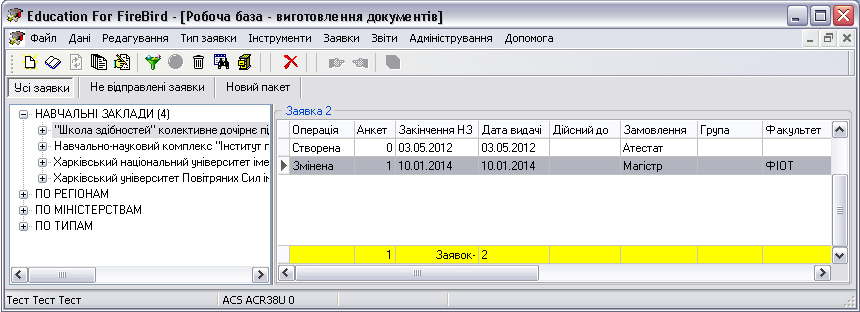 Education For FireBird - [Робоча база - виготовлення документів]
Файл Дані Редагування Тип заявки Інструменти Заявки Звіти Адміністрування Допомога
Усі заявки Не відправлені заявки Новий пакет
НАВЧАЛЬНІ ЗАКЛАДИ (4)
"Школа здібностей" колективне дочірнє пі
Навчально-науковий комплекс "Інститут г
Харківський національний університет іме
Харківський університет Повітряних Сил ім
ПО РЕГІОНАМ
ПО МІНІСТЕРСТВАМ
ПО ТИПАМ
Заявка 2
Операція Анкет Закінчення НЗ Дата видачі Дійсний до Замовлення Група Факультет
Створена 0 03.05.2012 03.05.2012 Атестат
Змінена 1 10.01.2014 10.01.2014 Магістр ФІОТ
1 Заявок- 2
Тест Тест Тест ACS ACR38U 0